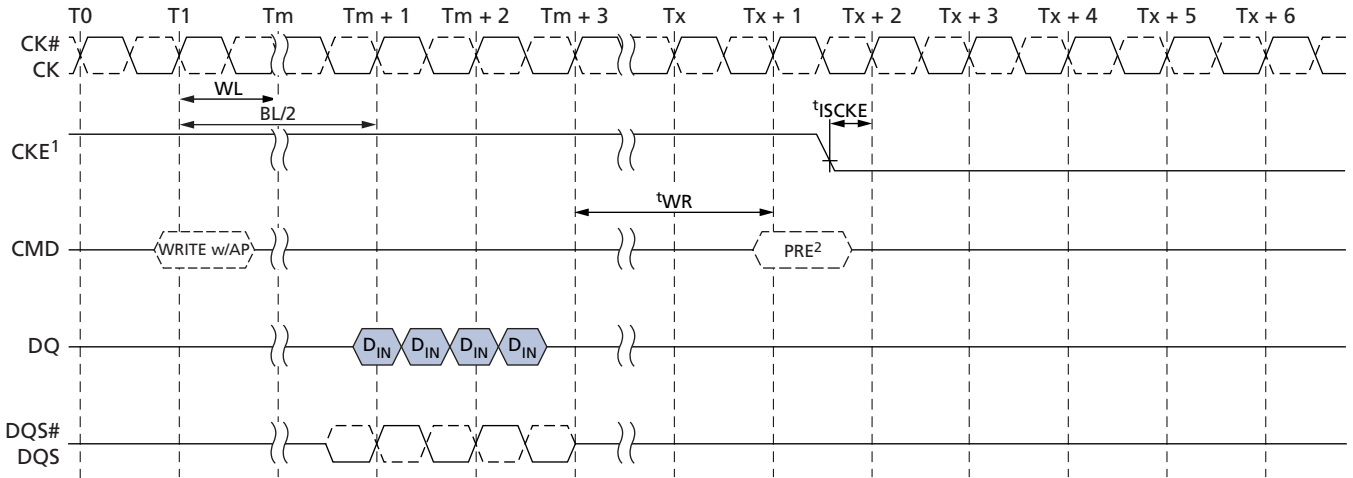 T0 T1 Tm Tm + 1 Tm + 2 Tm + 3 Tx Tx + 1 Tx + 2 Tx + 3 Tx + 4 Tx + 5 Tx + 6
CK#
CK
WL
BL/2
tISCKE
CKE1
tWR
CMD WRITE w/AP PRE2
DQ DIN DIN DIN DIN
DQS#
DQS